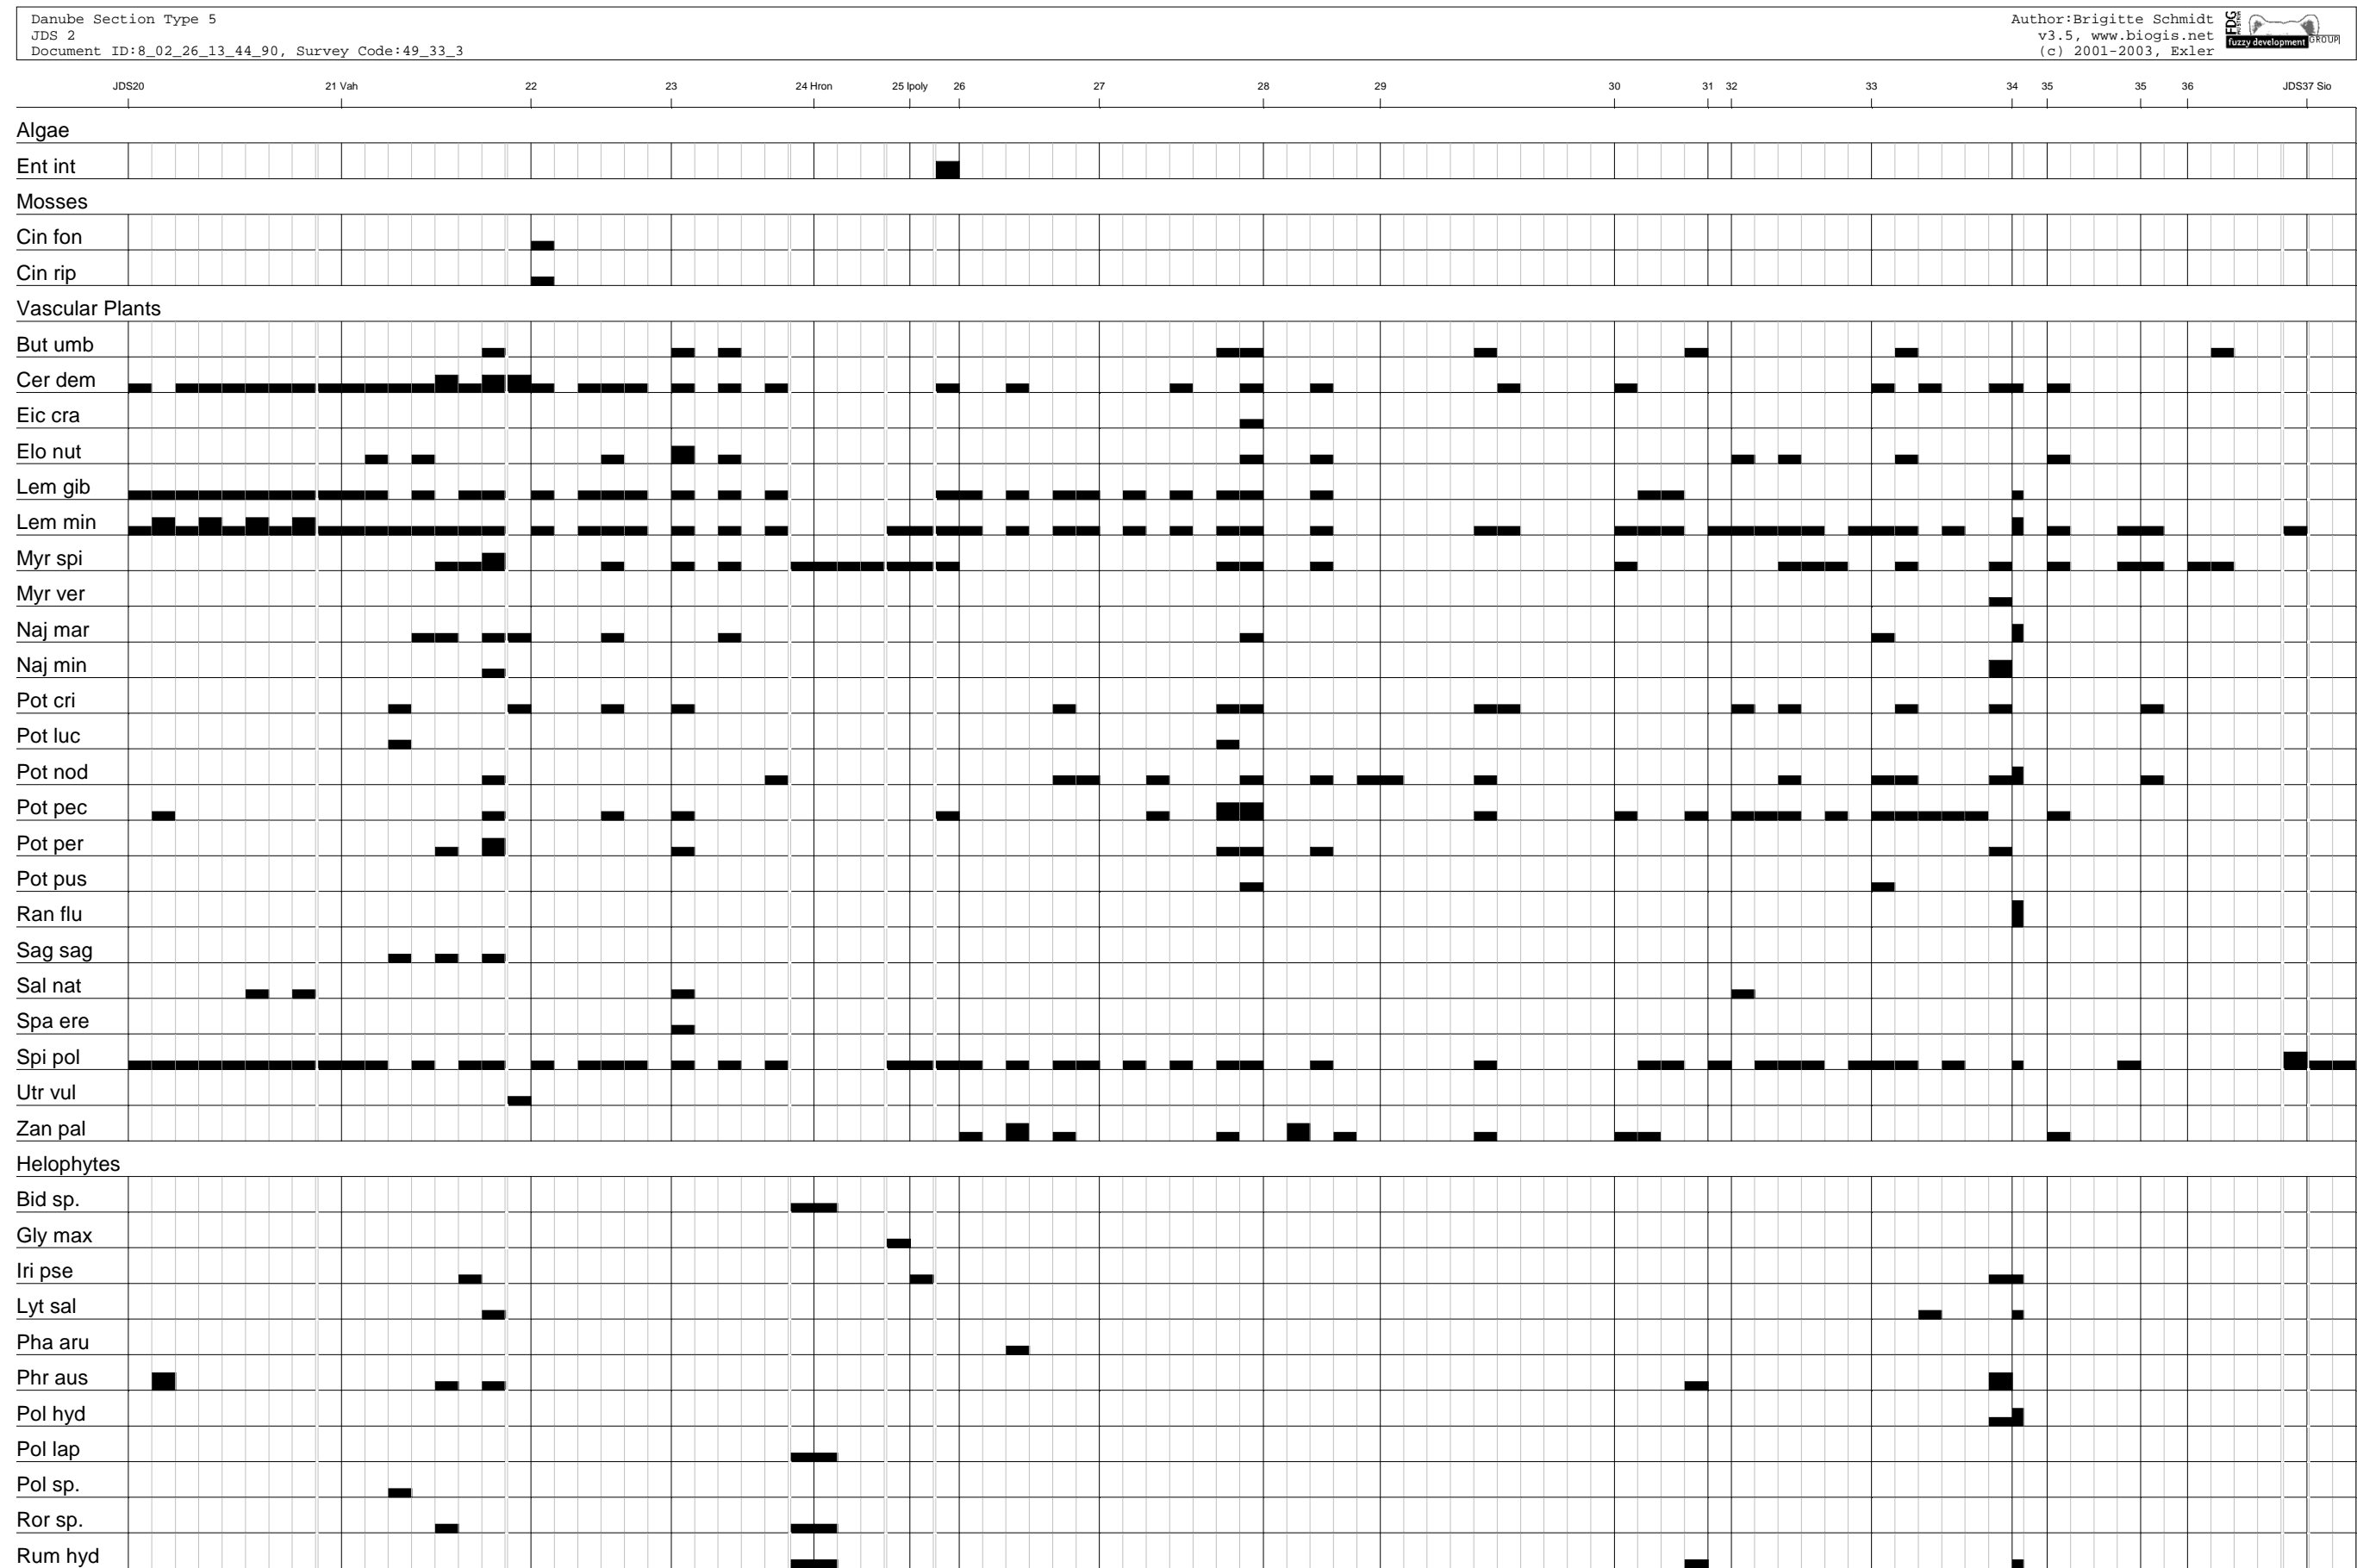 Danube Section Type 5
JDS 2
Document ID:8_02_26_13_44_90, Survey Code:49_33_3
Author:Brigitte Schmidt
v3.5, www.biogis.net
(c) 2001-2003, Exler
FDG
fuzzy development GROUP
JDS20 21 Vah 22 23 24 Hron 25 Ipoly 26 27 28 29 30 31 32 33 34 35 35 36 JDS37 Sio
Algae
Ent int
Mosses
Cin fon
Cin rip
Vascular Plants
But umb
Cer dem
Eic cra
Elo nut
Lem gib
Lem min
Myr spi
Myr ver
Naj mar
Naj min
Pot cri
Pot luc
Pot nod
Pot pec
Pot per
Pot pus
Ran flu
Sag sag
Sal nat
Spa ere
Spi pol
Utr vul
Zan pal
Helophytes
Bid sp.
Gly max
Iri pse
Lyt sal
Pha aru
Phr aus
Pol hyd
Pol lap
Pol sp.
Ror sp.
Rum hyd